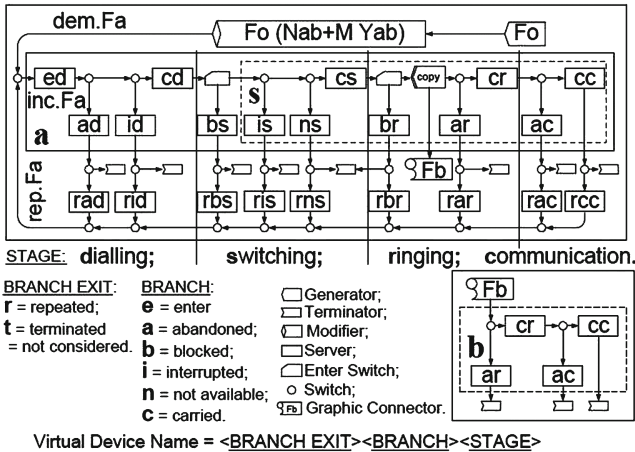 dem.Fa
Fo (Nab+M Yab)
Fo
ed
cd
s
cs
copy
cr
cc
inc.Fa
a
ad
id
bs
is
ns
br
ar
ac
Fb
rep.Fa
rad
rid
rbs
ris
rns
rbr
rar
rac
rcc
STAGE: dialling; switching; ringing; communication.
BRANCH EXIT:
r = repeated;
t = terminated
= not considered.
BRANCH:
e = enter
a = abandoned;
b = blocked;
i = interrupted;
n = not available;
c = carried.
Generator;
Terminator;
Modifier;
Server;
Enter Switch;
Switch;
Fb Graphic Connector.
Fb
cr
cc
b
ar
ac
Virtual Device Name = <BRANCH EXIT><BRANCH><STAGE>